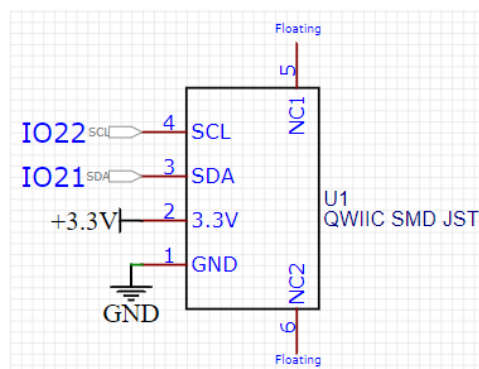 Floating
5
NC1
IO22 SCL 4 SCL
IO21 SDA 3 SDA
+3.3V 2 3.3V
1 GND
GND
U1
QWIIC SMD JST
NC2
6
Floating